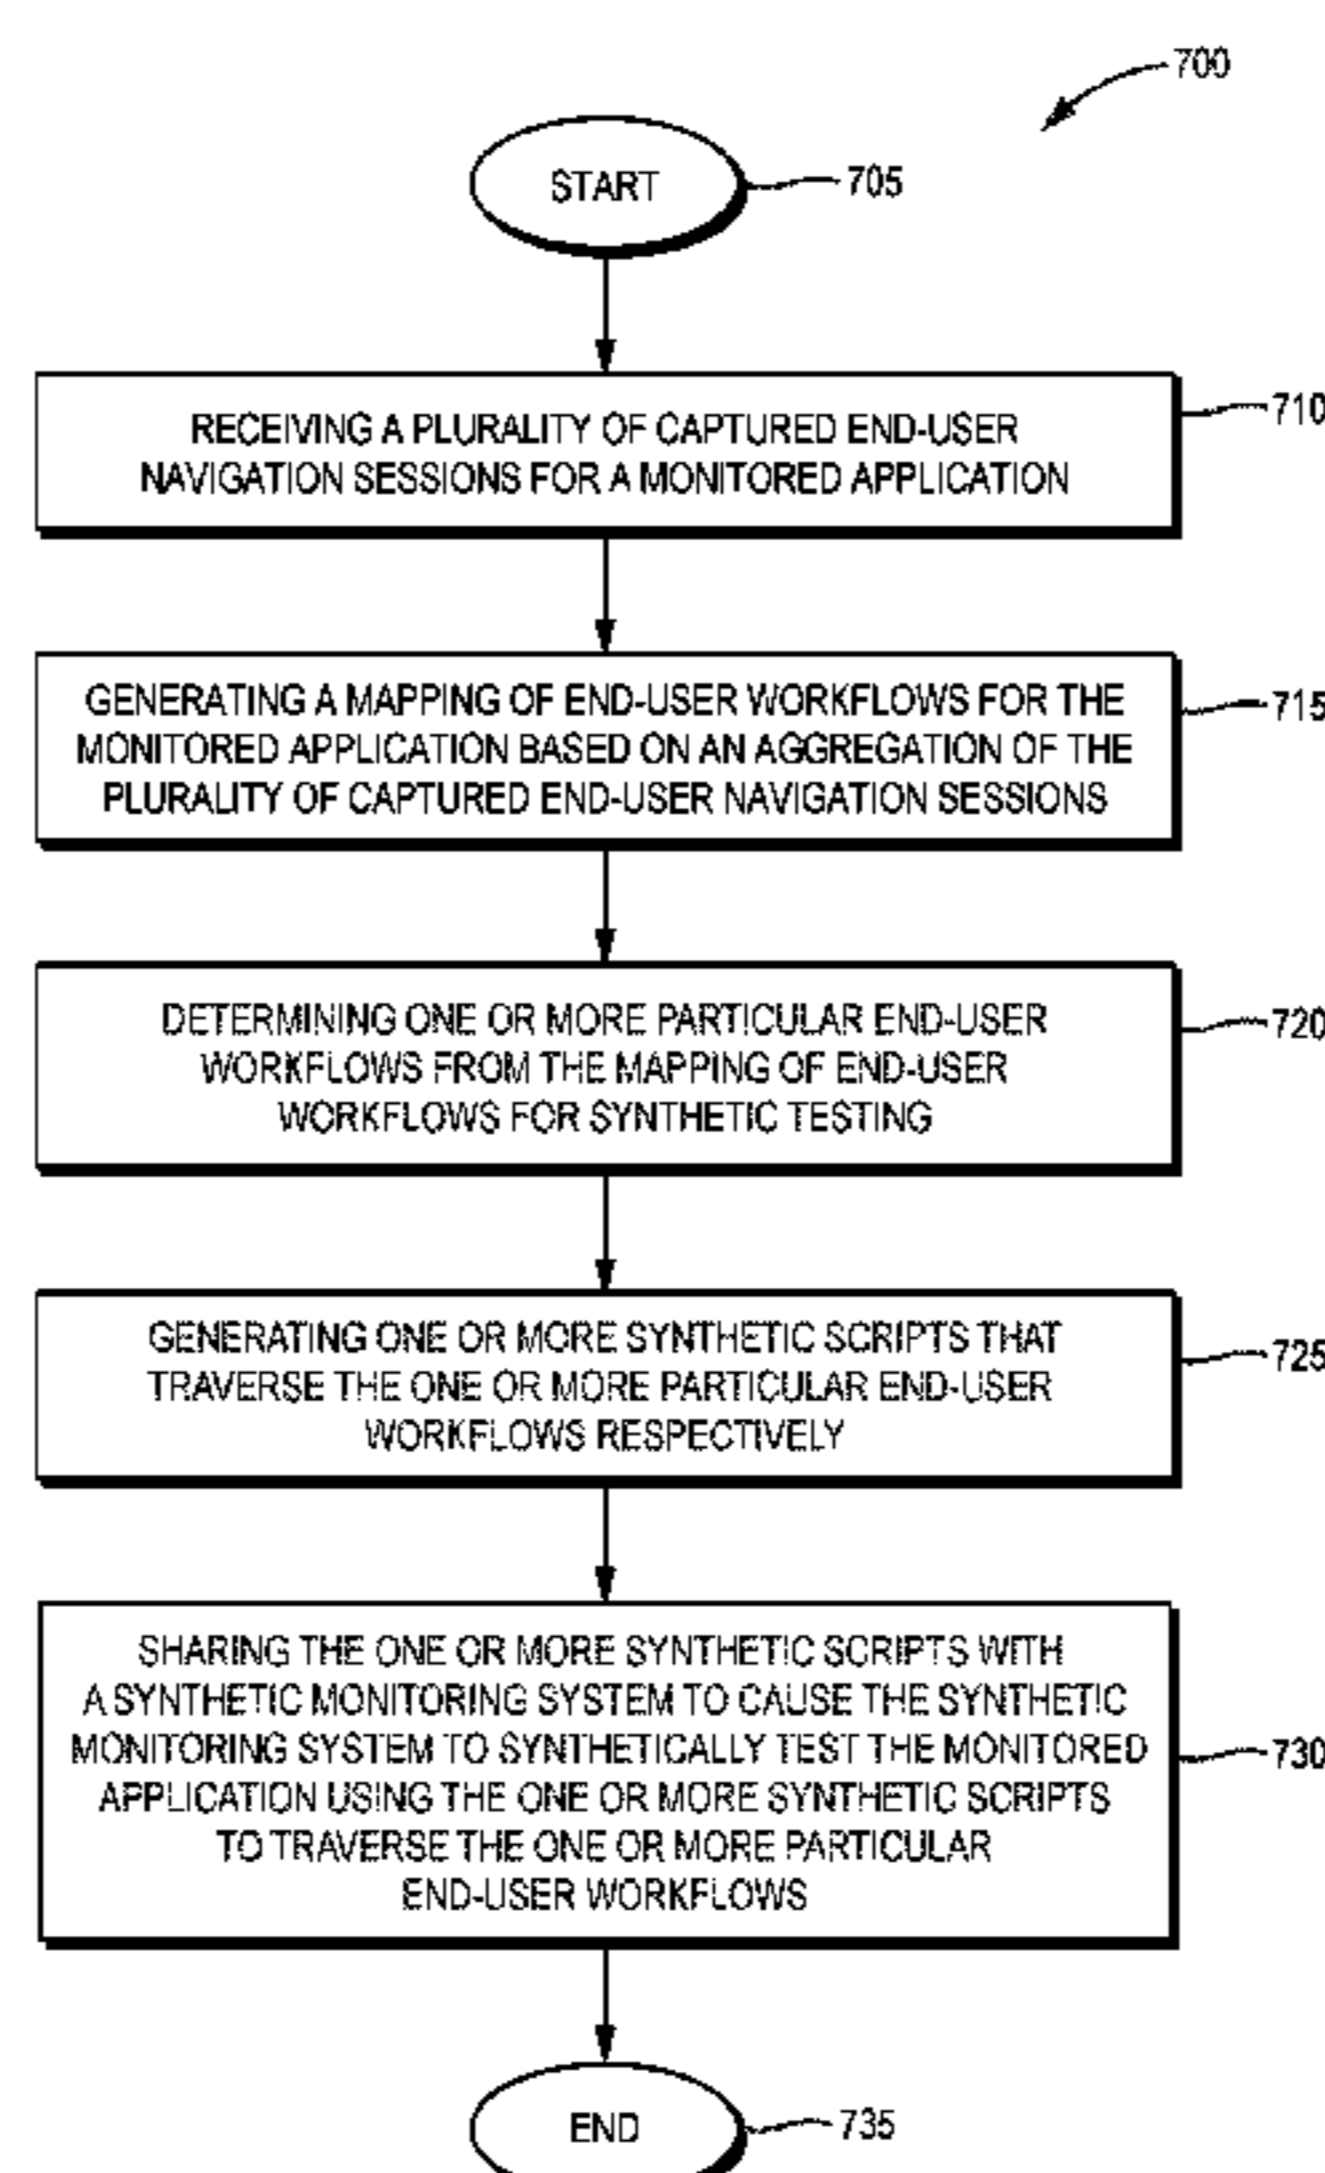 700
START
705
RECEIVING A PLURALITY OF CAPTURED END-USER
NAVIGATION SESSIONS FOR A MONITORED APPLICATION
710
GENERATING A MAPPING OF END-USER WORKFLOWS FOR THE
MONITORED APPLICATION BASED ON AN AGGREGATION OF THE
PLURALITY OF CAPTURED END-USER NAVIGATION SESSIONS
715
DETERMINING ONE OR MORE PARTICULAR END-USER
WORKFLOWS FROM THE MAPPING OF END-USER
WORKFLOWS FOR SYNTHETIC TESTING
720
GENERATING ONE OR MORE SYNTHETIC SCRIPTS THAT
TRAVERSE THE ONE OR MORE PARTICULAR END-USER
WORKFLOWS RESPECTIVELY
725
SHARING THE ONE OR MORE SYNTHETIC SCRIPTS WITH
A SYNTHETIC MONITORING SYSTEM TO CAUSE THE SYNTHETIC
MONITORING SYSTEM TO SYNTHETICALLY TEST THE MONITORED
APPLICATION USING THE ONE OR MORE SYNTHETIC SCRIPTS
TO TRAVERSE THE ONE OR MORE PARTICULAR
END-USER WORKFLOWS
730
END
735